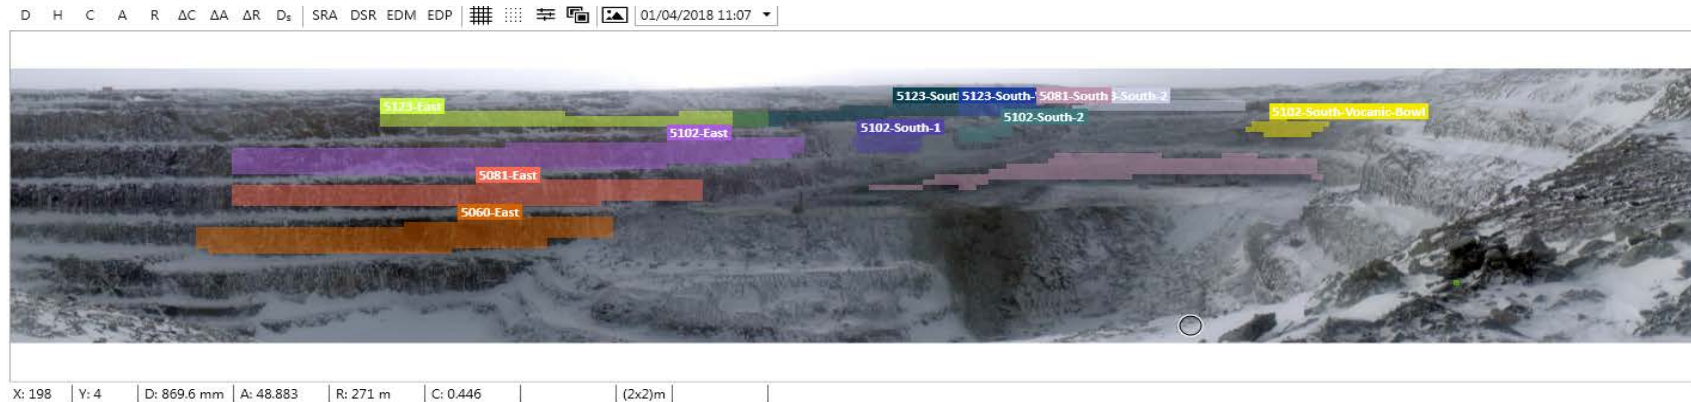 D H C A R ΔC ΔA ΔR Ds SRA DSR EDM EDP 01/04/2018 11:07
5123-East 5123-Sout 5123-South- 5081-South 3-South-2
5102-East 5102-South-1 5102-South-2 5102-South-Vocanic-Bowl
5081-East
5060-East
X: 198 Y: 4 D: 869.6 mm A: 48.883 R: 271 m C: 0.446 (2x2)m